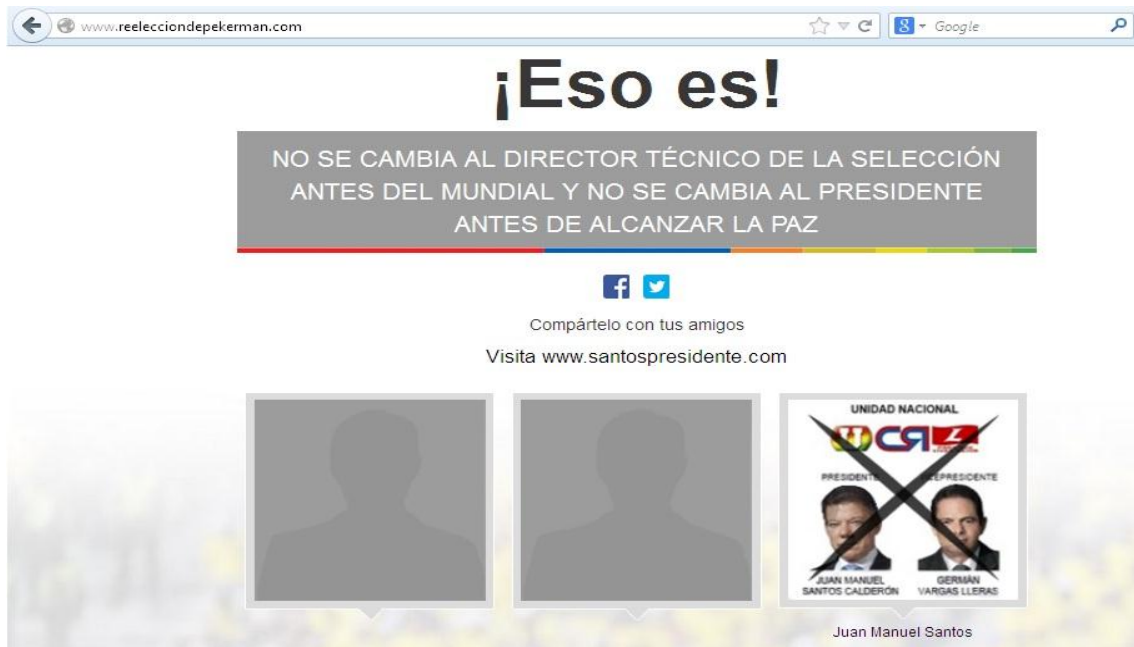 www.reelecciondepekerman.com
Google
¡Eso es!
NO SE CAMBIA AL DIRECTOR TÉCNICO DE LA SELECCIÓN
ANTES DEL MUNDIAL Y NO SE CAMBIA AL PRESIDENTE
ANTES DE ALCANZAR LA PAZ
Compártelo con tus amigos
Visita www.santospresidente.com
UNIDAD NACIONAL
U CR L
PRESIDENTE VICEPRESIDENTE
JUAN MANUEL GERMÁN
SANTOS CALDERÓN VARGAS LLERAS
Juan Manuel Santos